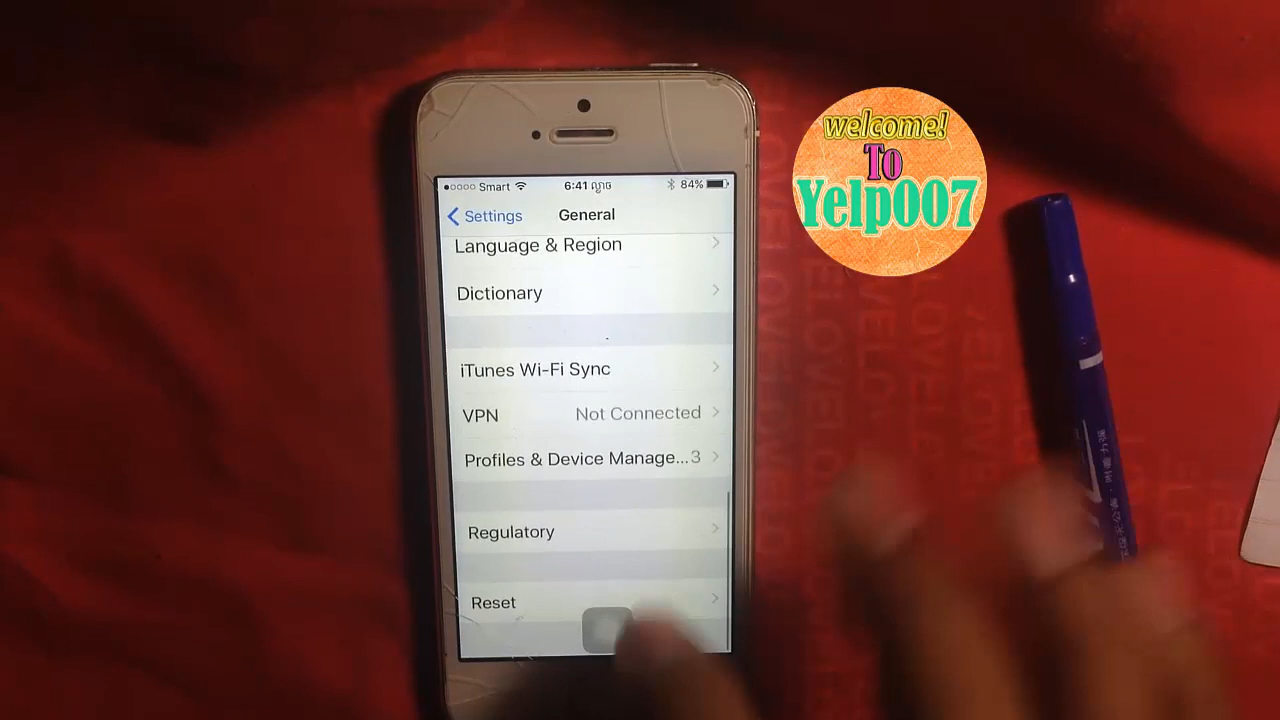 Smart 6:41 ល្ងាច 84%
Settings General
Language & Region
Dictionary
iTunes Wi-Fi Sync
VPN Not Connected
Profiles & Device Manage... 3
Regulatory
Reset
welcome!
To
Yelp007